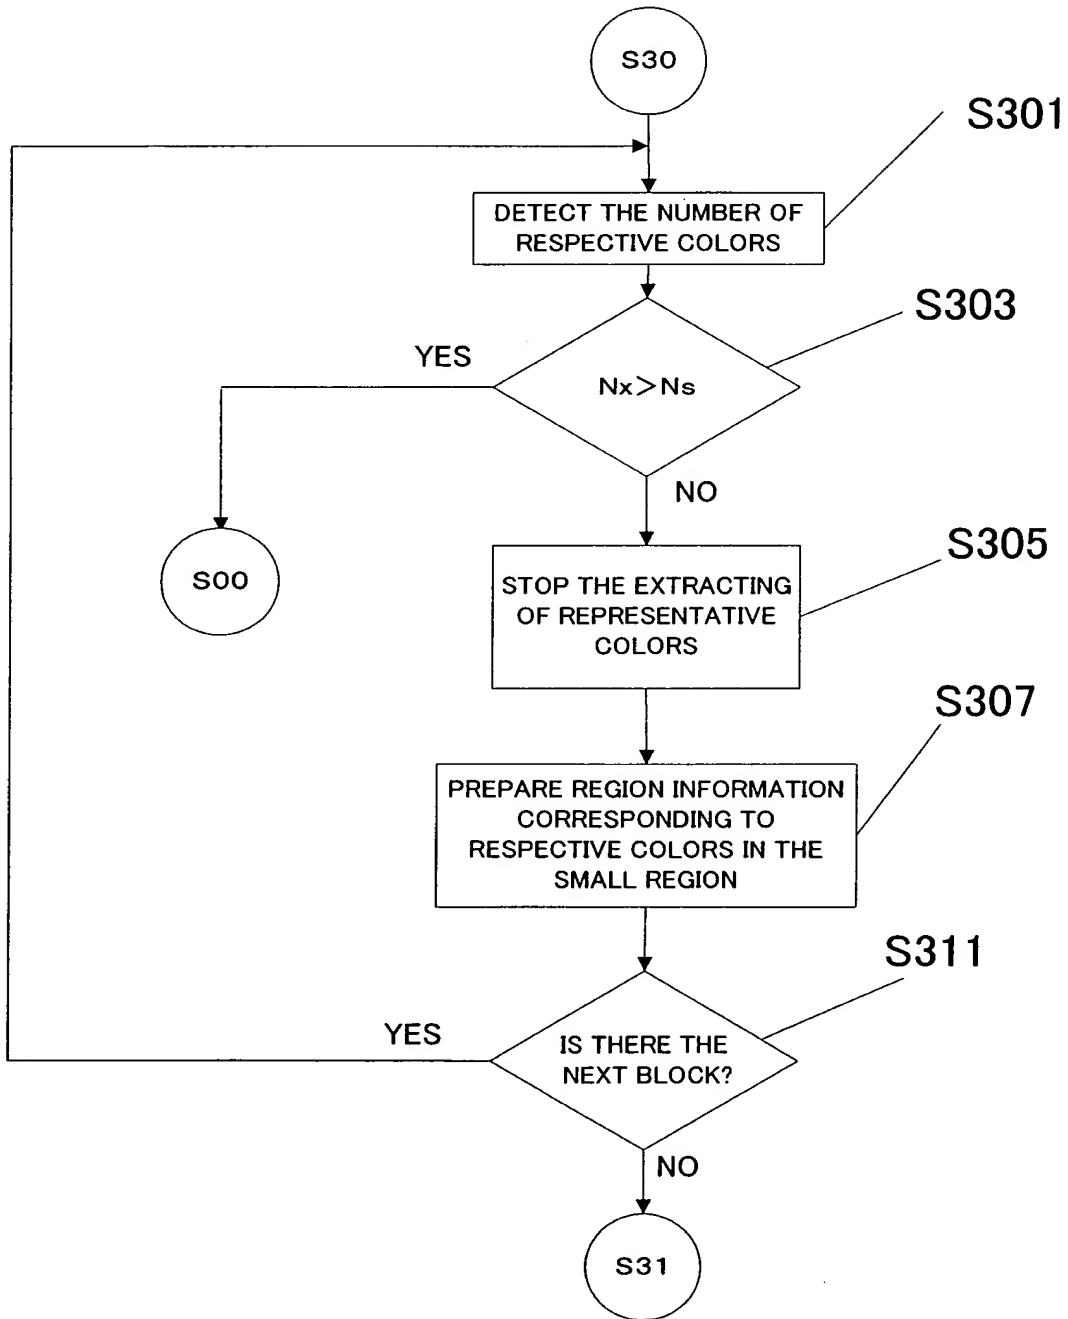 S30
S301
DETECT THE NUMBER OF
RESPECTIVE COLORS
S303
YES
Nx>Ns
NO
S00
S305
STOP THE EXTRACTING
OF REPRESENTATIVE
COLORS
S307
PREPARE REGION INFORMATION
CORRESPONDING TO
RESPECTIVE COLORS IN THE
SMALL REGION
S311
YES
IS THERE THE
NEXT BLOCK?
NO
S31